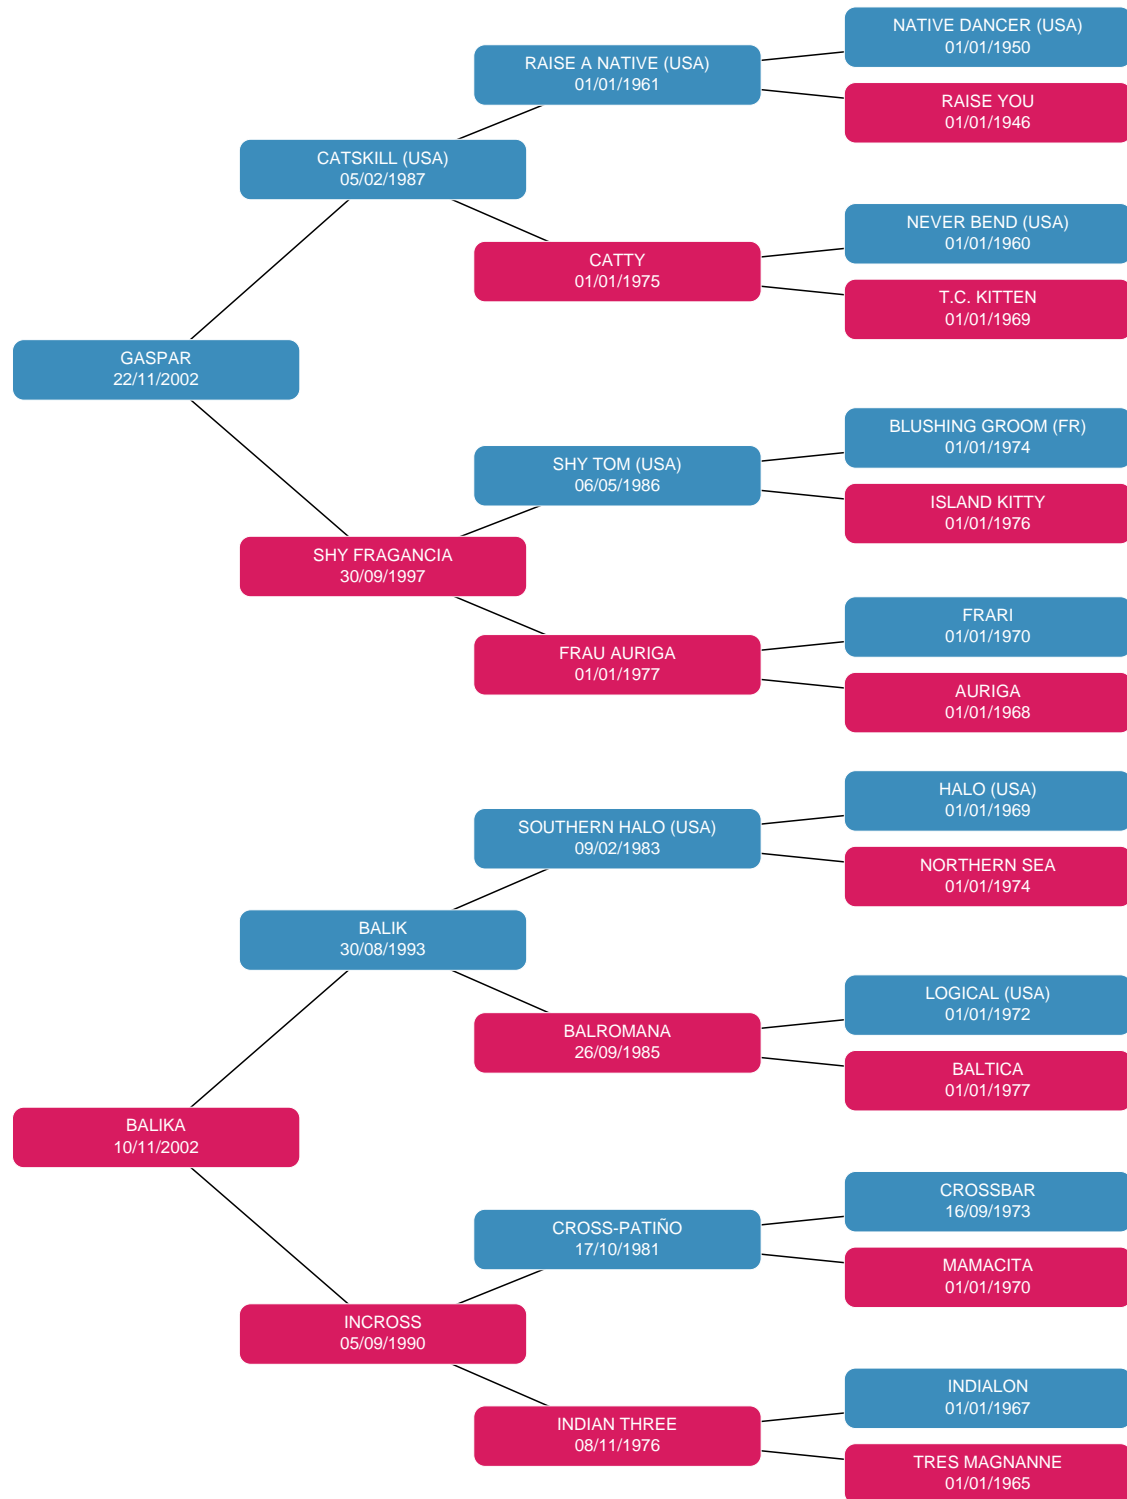 NATIVE DANCER (USA)
01/01/1950
RAISE A NATIVE (USA)
01/01/1961
RAISE YOU
01/01/1946
CATSKILL (USA)
05/02/1987
NEVER BEND (USA)
01/01/1960
CATTY
01/01/1975
T.C. KITTEN
01/01/1969
GASPAR
22/11/2002
BLUSHING GROOM (FR)
01/01/1974
SHY TOM (USA)
06/05/1986
ISLAND KITTY
01/01/1976
SHY FRAGANCIA
30/09/1997
FRARI
01/01/1970
FRAU AURIGA
01/01/1977
AURIGA
01/01/1968
HALO (USA)
01/01/1969
SOUTHERN HALO (USA)
09/02/1983
NORTHERN SEA
01/01/1974
BALIK
30/08/1993
LOGICAL (USA)
01/01/1972
BALROMANA
26/09/1985
BALTICA
01/01/1977
BALIKA
10/11/2002
CROSSBAR
16/09/1973
CROSS-PATIÑO
17/10/1981
MAMACITA
01/01/1970
INCROSS
05/09/1990
INDIALON
01/01/1967
INDIAN THREE
08/11/1976
TRES MAGNANNE
01/01/1965